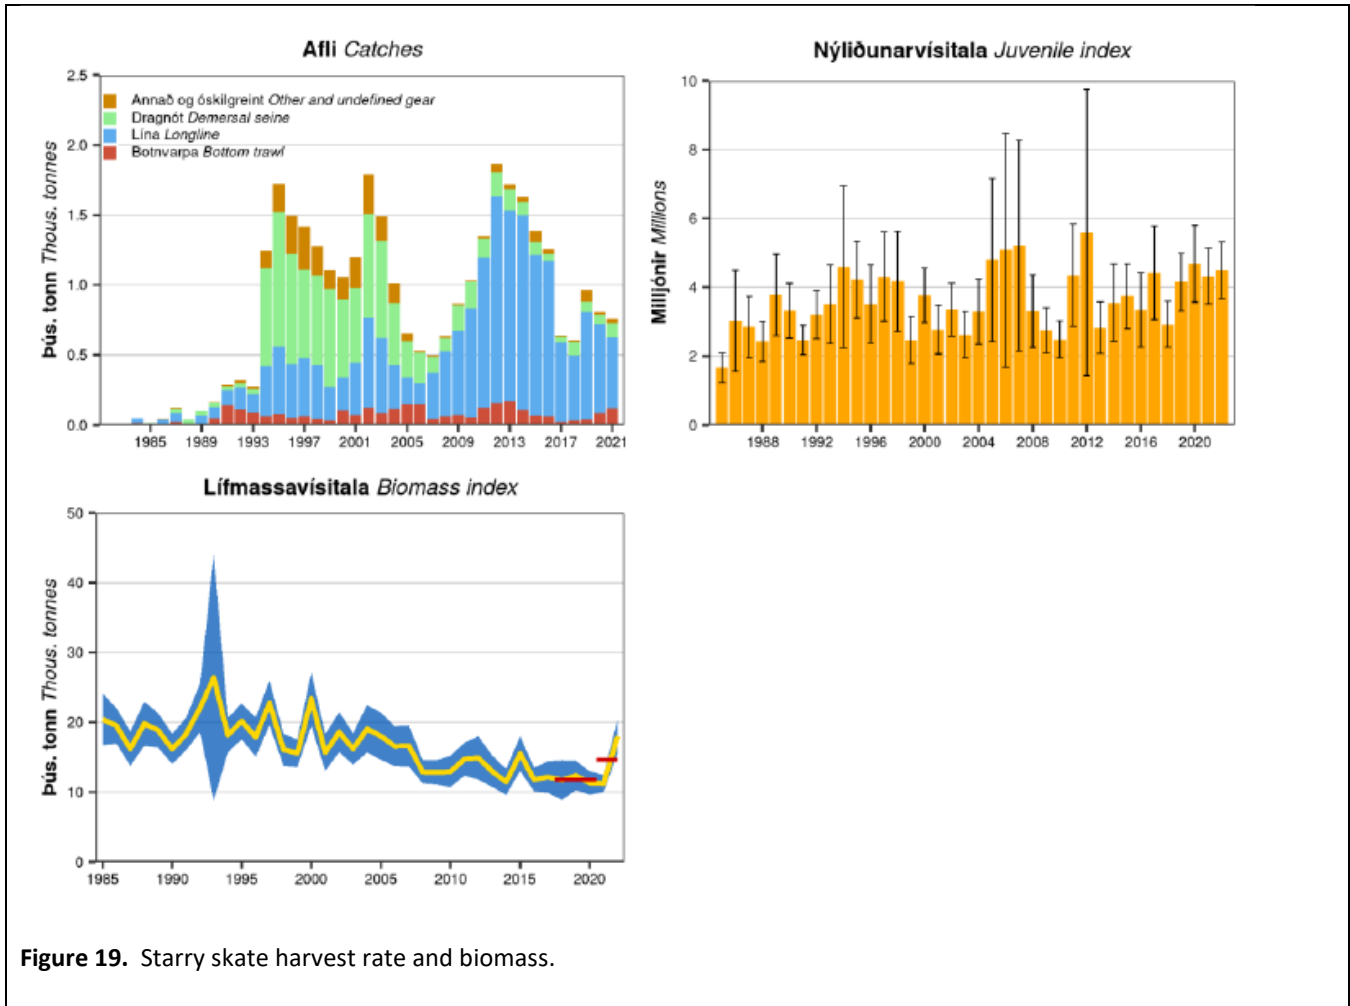 Afli Catches
Þús. tonn Thous. tonnes
2.5
2.0
1.5
1.0
0.5
0.0
Annað og óskilgreint Other and undefined gear
Dragnót Demersal seine
Lína Longline
Botnvarpa Bottom trawl
1985 1989 1993 1997 2001 2005 2009 2013 2017 2021
Nýliðunarvísitala Juvenile index
Milljónir Millions
10
8
6
4
2
0
1988 1992 1996 2000 2004 2008 2012 2016 2020
Lífmassavísitala Biomass index
Þús. tonn Thous. tonnes
50
40
30
20
10
0
1985 1990 1995 2000 2005 2010 2015 2020
Figure 19. Starry skate harvest rate and biomass.